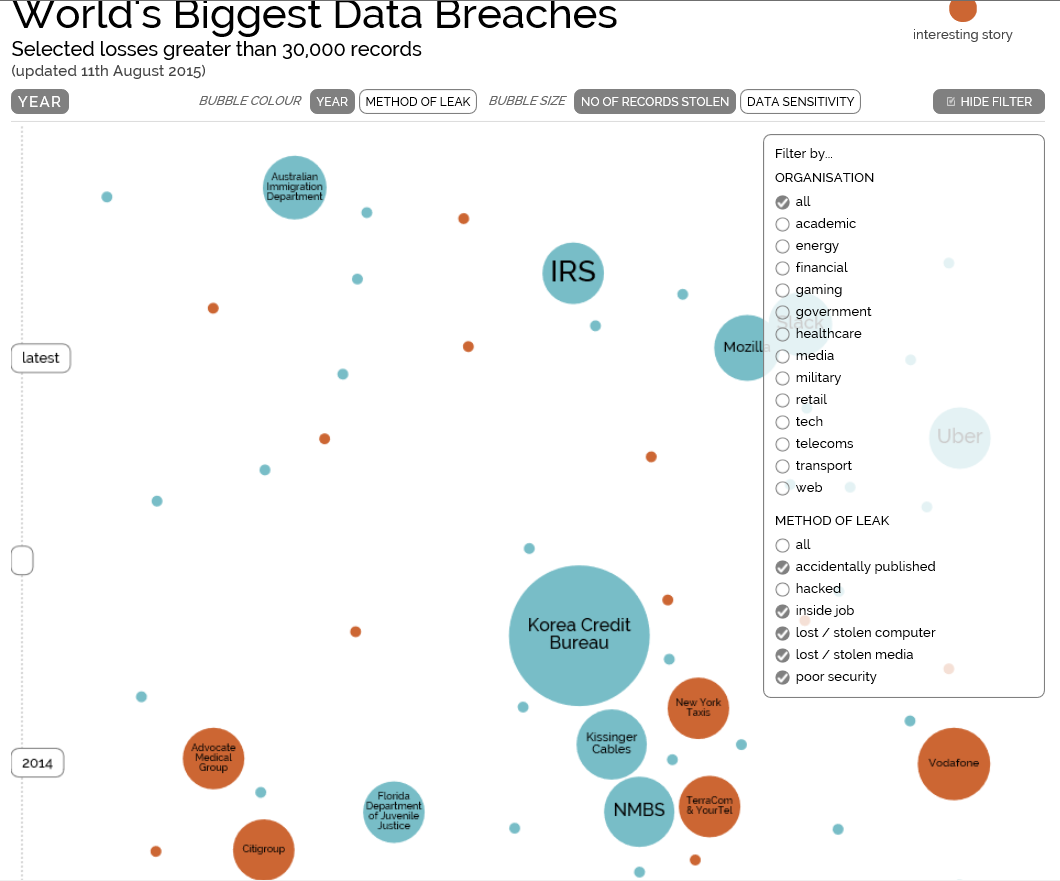 World's Biggest Data Breaches
Selected losses greater than 30,000 records
(updated 11th August 2015)
interesting story
YEAR
BUBBLE COLOUR
YEAR
METHOD OF LEAK
BUBBLE SIZE
NO OF RECORDS STOLEN
DATA SENSITIVITY
HIDE FILTER
Filter by...
ORGANISATION
all
academic
energy
financial
gaming
government
healthcare
media
military
retail
tech
telecoms
transport
web
METHOD OF LEAK
all
accidentally published
hacked
inside job
lost / stolen computer
lost / stolen media
poor security
Australian
Immigration
Department
IRS
Slack
Mozilla
latest
Uber
Korea Credit
Bureau
New York
Taxis
Kissinger
Cables
Advocate
Medical
Group
2014
Vodafone
Florida
Department
of Juvenile
Justice
NMBS
TerraCom
& YourTel
Citigroup